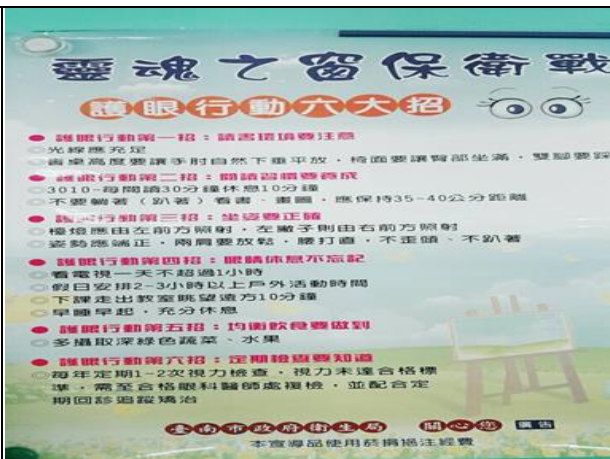 靈魂之窗保衛戰
護眼行動六大招
護眼行動第一招：讀書環境要注意
光線應充足
書桌高度要讓手肘自然下垂平放，椅面要讓臀部坐滿，雙腳要踩
護眼行動第二招：閱讀習慣要養成
3010-每閱讀30分鐘休息10分鐘
不要躺著（趴著）看書、畫圖，應保持35-40公分距離
護眼行動第三招：坐姿要正確
檯燈應由左前方照射，左撇子則由右前方照射
姿勢應端正，兩肩要放鬆，腰打直，不歪頭、不趴著
護眼行動第四招：眼睛休息不忘記
看電視一天不超過1小時
假日安排2-3小時以上戶外活動時間
下課走出教室眺望遠方10分鐘
早睡早起，充分休息
護眼行動第五招：均衡飲食要做到
多攝取深綠色蔬菜、水果
護眼行動第六招：定期檢查要知道
每年定期1-2次視力檢查，視力未達合格標
準，需至合格眼科醫師處複檢，並配合定
期回診追蹤矯治
臺南市政府衛生局 關心您 廣告
本宣導品使用菸捐挹注經費